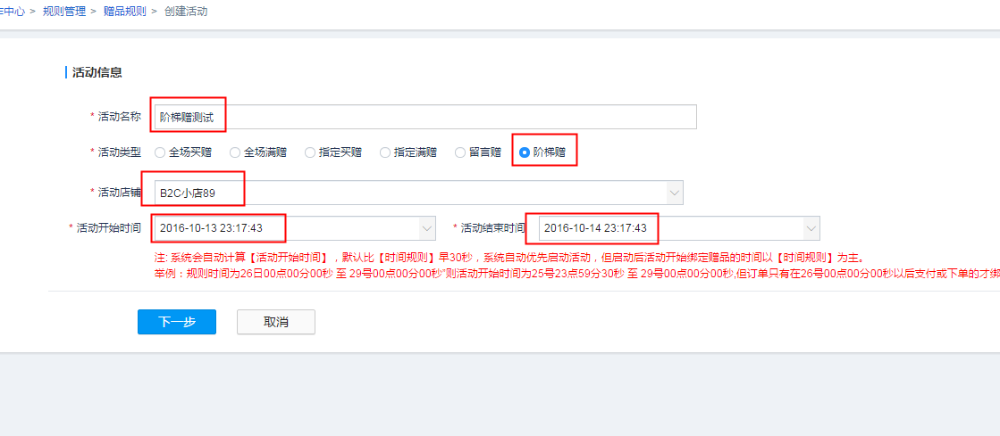 作中心 > 规则管理 > 赠品规则 > 创建活动
活动信息
* 活动名称 阶梯赠测试
* 活动类型 全场买赠 全场满赠 指定买赠 指定满赠 留言赠 阶梯赠
* 活动店铺 B2C小店89
* 活动开始时间 2016-10-13 23:17:43 * 活动结束时间 2016-10-14 23:17:43
注: 系统会自动计算【活动开始时间】，默认比【时间规则】早30秒，系统自动优先启动活动，但启动后活动开始绑定赠品的时间以【时间规则】为主。
举例：规则时间为26日00点00分00秒 至 29号00点00分00秒"则活动开始时间为25号23点59分30秒 至 29号00点00分00秒,但订单只有在26号00点00分00秒以后支付或下单的才绑
下一步 取消